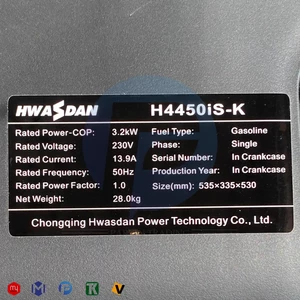 HWASDAN H4450iS-K
Rated Power-COP: 3.2kW Fuel Type: Gasoline
Rated Voltage: 230V Phase: Single
Rated Current: 13.9A Serial Number: In Crankcase
Rated Frequency: 50Hz Production Year: In Crankcase
Rated Power Factor: 1.0 Size(mm): 535×335×530
Net Weight: 28.0kg
Chongqing Hwasdan Power Technology Co., Ltd.